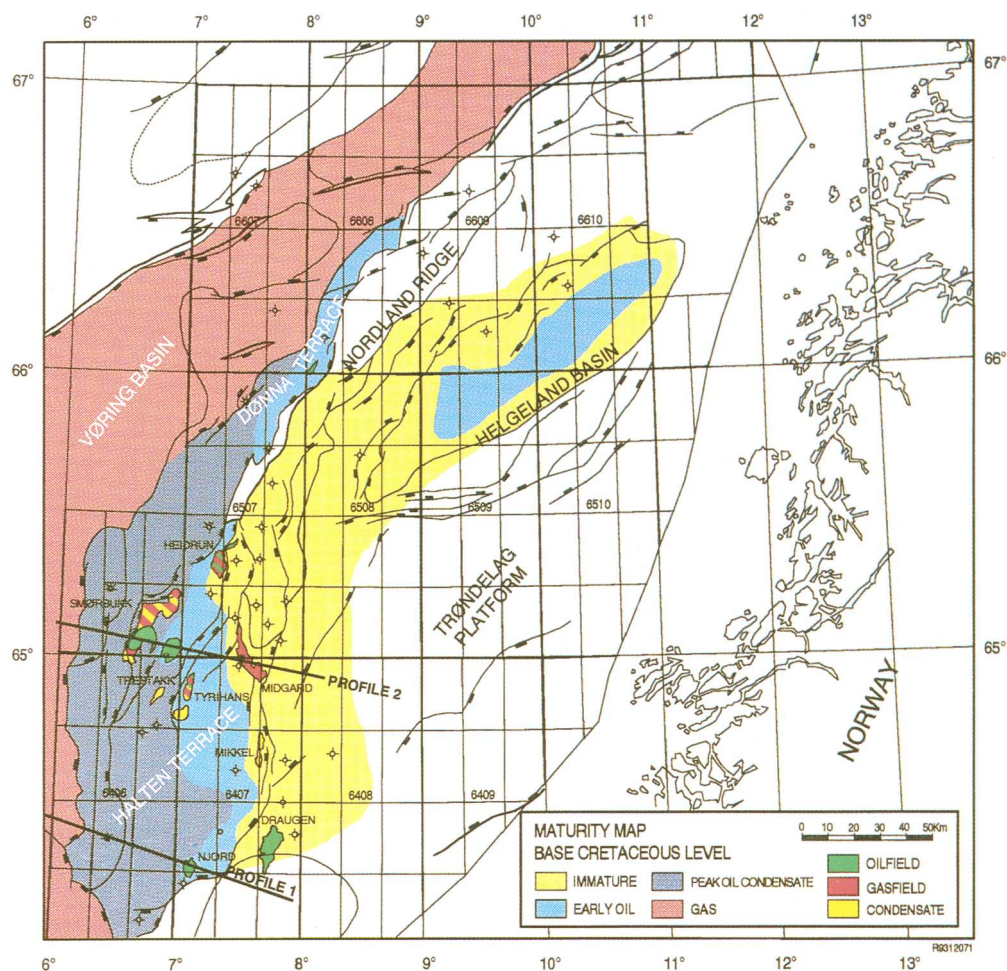 6° 7° 8° 9° 10° 11° 12° 13°
67° 67°
6607 6608 6609 6610
NORDLAND RIDGE
DØNNA TERRACE
VØRING BASIN
66° 66°
HELGELAND BASIN
6507 6508 6509 6510
HEIDRUN
TRØNDELAG
PLATFORM
SMØRBUKK
65° 65°
TRESTAKK
MIDGARD
PROFILE 2
TYRIHANS
NORWAY
HALTEN TERRACE
MIKKEL
6406 6407 6408 6409
DRAUGEN
NJORD
PROFILE 1
MATURITY MAP
BASE CRETACEOUS LEVEL
0 10 20 30 40 50Km
IMMATURE
EARLY OIL
PEAK OIL CONDENSATE
GAS
OILFIELD
GASFIELD
CONDENSATE
R9312071
6° 7° 8° 9° 10° 11° 12° 13°